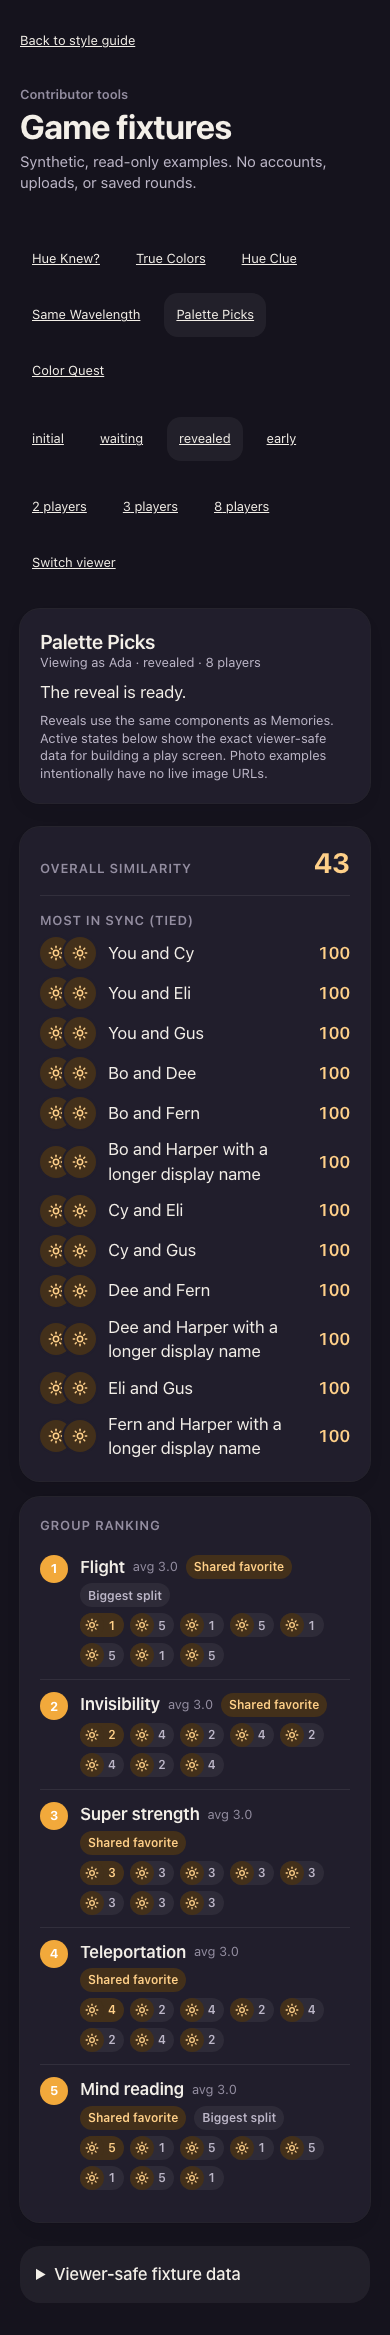 Back to style guide
Contributor tools
Game fixtures
Synthetic, read-only examples. No accounts,
uploads, or saved rounds.
Hue Knew? True Colors Hue Clue
Same Wavelength Palette Picks
Color Quest
initial waiting revealed early
2 players 3 players 8 players
Switch viewer
Palette Picks
Viewing as Ada · revealed · 8 players
The reveal is ready.
Reveals use the same components as Memories.
Active states below show the exact viewer-safe
data for building a play screen. Photo examples
intentionally have no live image URLs.
OVERALL SIMILARITY 43
MOST IN SYNC (TIED)
You and Cy 100
You and Eli 100
You and Gus 100
Bo and Dee 100
Bo and Fern 100
Bo and Harper with a
longer display name 100
Cy and Eli 100
Cy and Gus 100
Dee and Fern 100
Dee and Harper with a
longer display name 100
Eli and Gus 100
Fern and Harper with a
longer display name 100
GROUP RANKING
1 Flight avg 3.0 Shared favorite
Biggest split
1 5 1 5 1
5 1 5
2 Invisibility avg 3.0 Shared favorite
2 4 2 4 2
4 2 4
3 Super strength avg 3.0
Shared favorite
3 3 3 3 3
3 3 3
4 Teleportation avg 3.0
Shared favorite
4 2 4 2 4
2 4 2
5 Mind reading avg 3.0
Shared favorite Biggest split
5 1 5 1 5
1 5 1
Viewer-safe fixture data